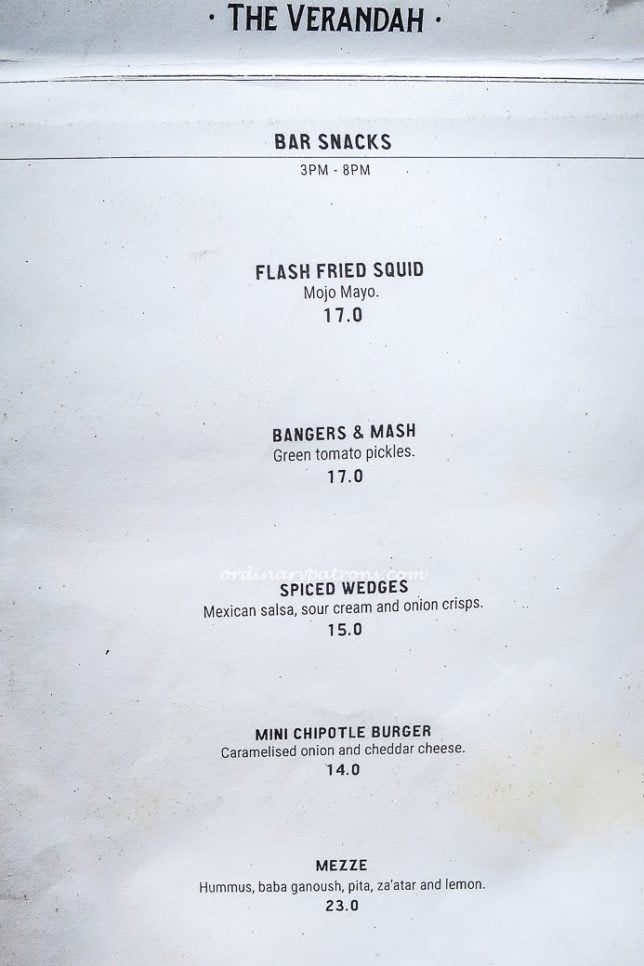 · THE VERANDAH ·
BAR SNACKS
3PM - 8PM
FLASH FRIED SQUID
Mojo Mayo.
17.0
BANGERS & MASH
Green tomato pickles.
17.0
ordinarypatrons.com
SPICED WEDGES
Mexican salsa, sour cream and onion crisps.
15.0
MINI CHIPOTLE BURGER
Caramelised onion and cheddar cheese.
14.0
MEZZE
Hummus, baba ganoush, pita, za'atar and lemon.
23.0